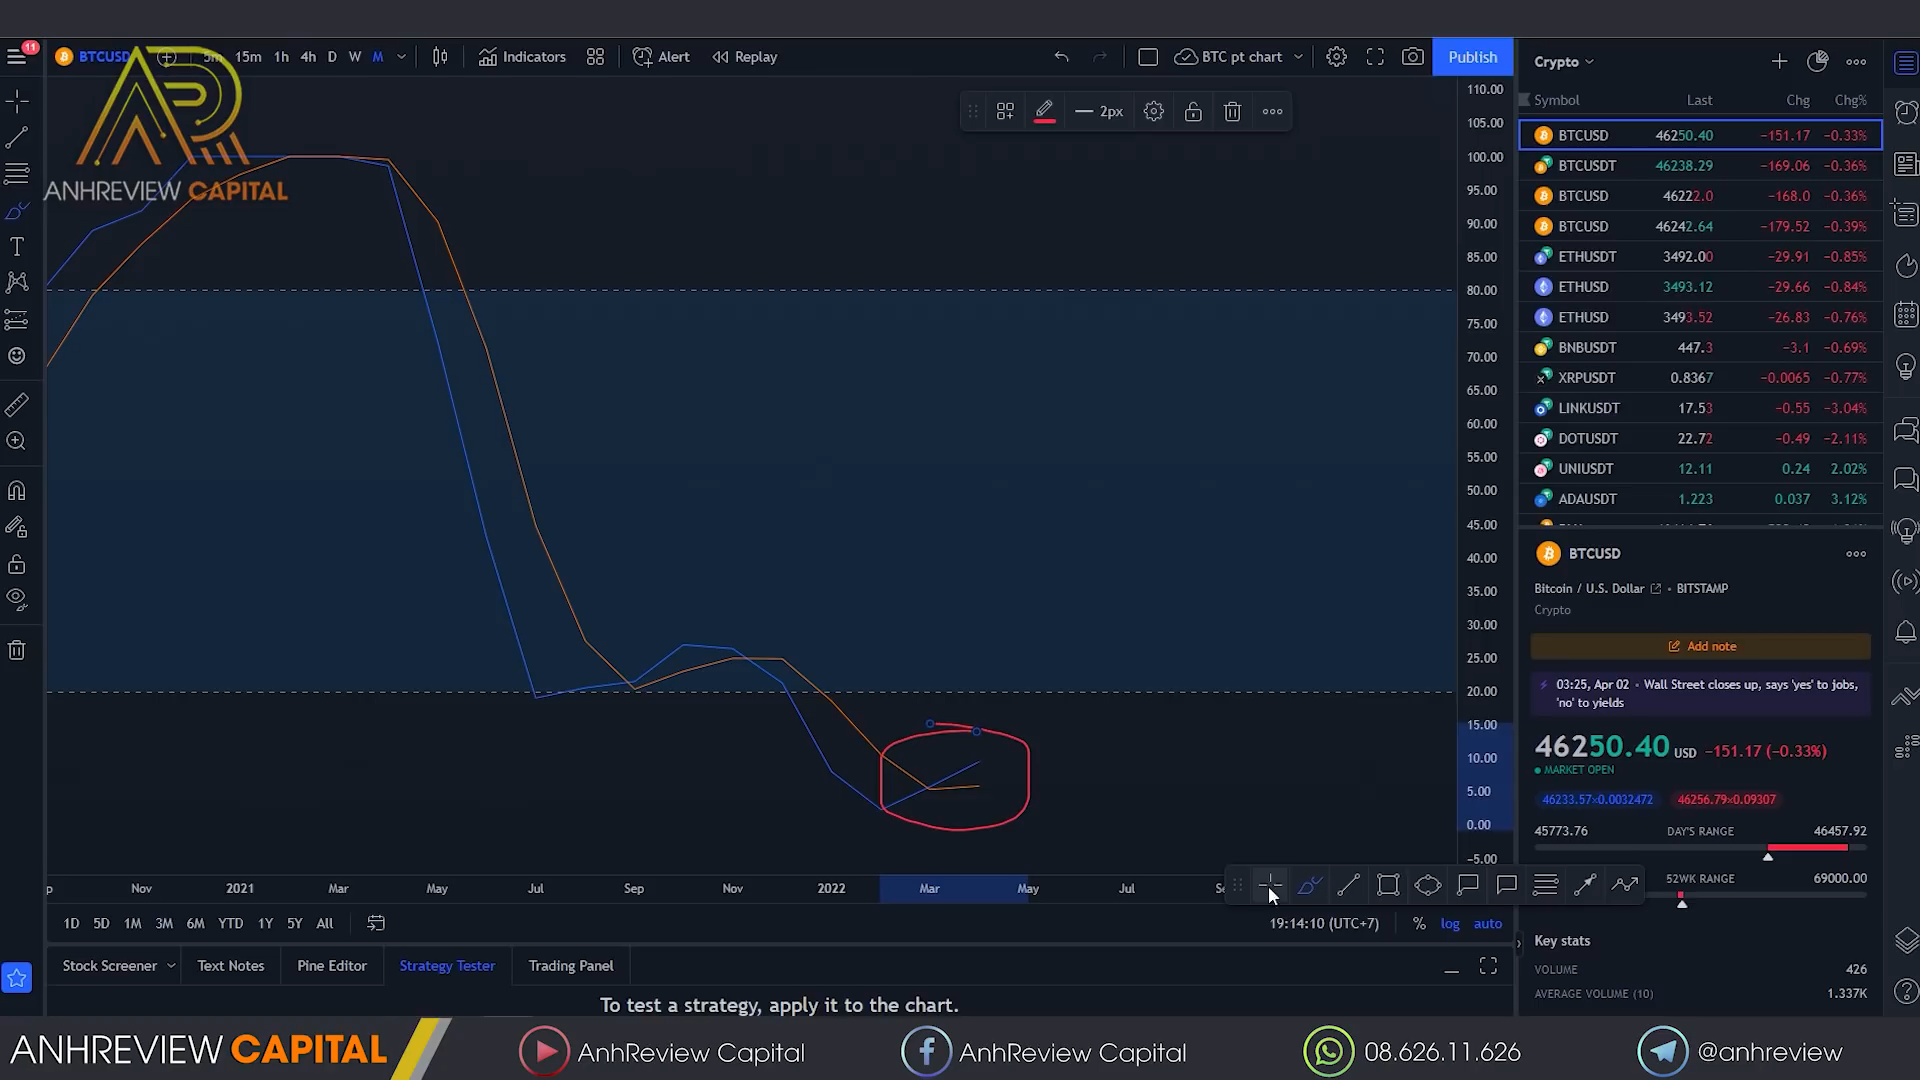 11
BTCUSD
5m 15m 1h 4h D W M
Indicators
Alert
Replay
BTC pt chart
Publish
ANHREVIEW CAPITAL
2px
110.00
105.00
100.00
95.00
90.00
85.00
80.00
75.00
70.00
65.00
60.00
55.00
50.00
45.00
40.00
35.00
30.00
25.00
20.00
15.00
10.00
5.00
0.00
−5.00
Nov 2021 Mar May Jul Sep Nov 2022 Mar May Jul
1D 5D 1M 3M 6M YTD 1Y 5Y All
19:14:10 (UTC+7) % log auto
Stock Screener Text Notes Pine Editor Strategy Tester Trading Panel
To test a strategy, apply it to the chart.
Crypto
Symbol Last Chg Chg%
BTCUSD 46250.40 −151.17 −0.33%
BTCUSDT 46238.29 −169.06 −0.36%
BTCUSD 46222.0 −168.0 −0.36%
BTCUSD 46242.64 −179.52 −0.39%
ETHUSDT 3492.00 −29.91 −0.85%
ETHUSD 3493.12 −29.66 −0.84%
ETHUSD 3493.52 −26.83 −0.76%
BNBUSDT 447.3 −3.1 −0.69%
XRPUSDT 0.8367 −0.0065 −0.77%
LINKUSDT 17.53 −0.55 −3.04%
DOTUSDT 22.72 −0.49 −2.11%
UNIUSDT 12.11 0.24 2.02%
ADAUSDT 1.223 0.037 3.12%
BTCUSD
Bitcoin / U.S. Dollar • BITSTAMP
Crypto
Add note
03:25, Apr 02 • Wall Street closes up, says 'yes' to jobs,
'no' to yields
46250.40 USD −151.17 (−0.33%)
MARKET OPEN
46233.57×0.0032472 46256.79×0.09307
45773.76 DAY'S RANGE 46457.92
52WK RANGE 69000.00
Key stats
VOLUME 426
AVERAGE VOLUME (10) 1.337K
ANHREVIEW CAPITAL
AnhReview Capital
AnhReview Capital
08.626.11.626
@anhreview